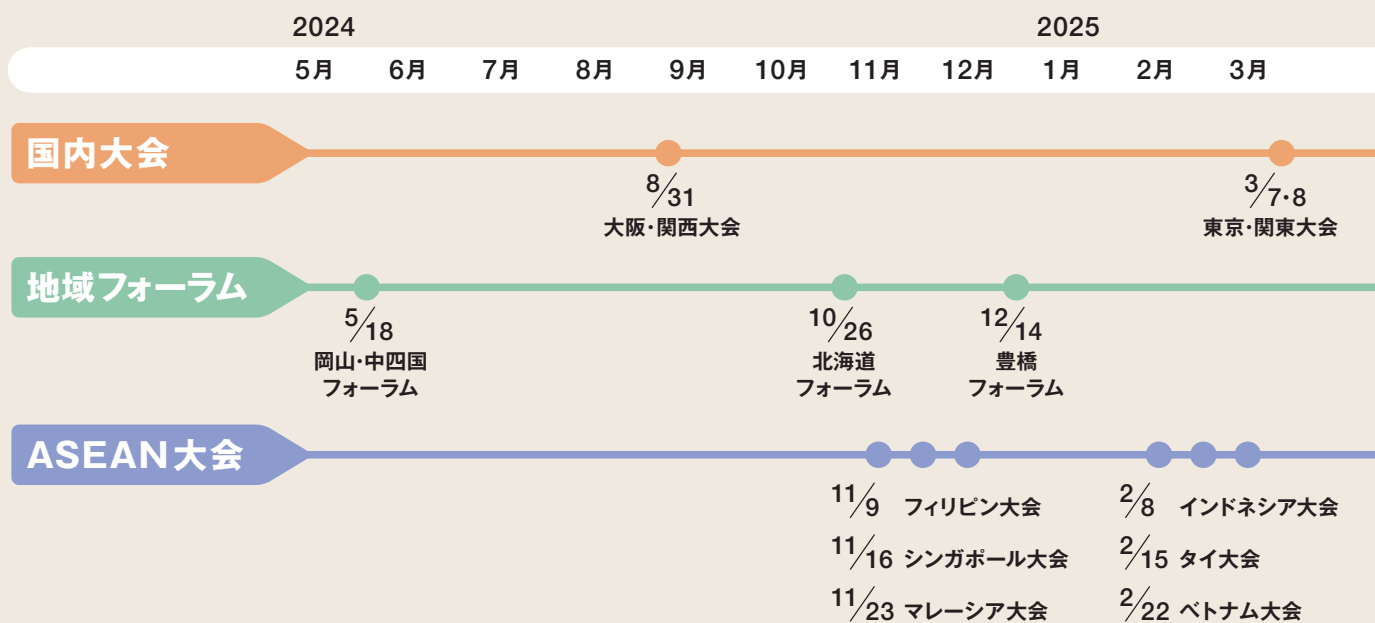 2024 2025
5月 6月 7月 8月 9月 10月 11月 12月 1月 2月 3月
国内大会
8/31
大阪・関西大会
3/7・8
東京・関東大会
地域フォーラム
5/18
岡山・中四国
フォーラム
10/26
北海道
フォーラム
12/14
豊橋
フォーラム
ASEAN大会
11/9 フィリピン大会
11/16 シンガポール大会
11/23 マレーシア大会
2/8 インドネシア大会
2/15 タイ大会
2/22 ベトナム大会